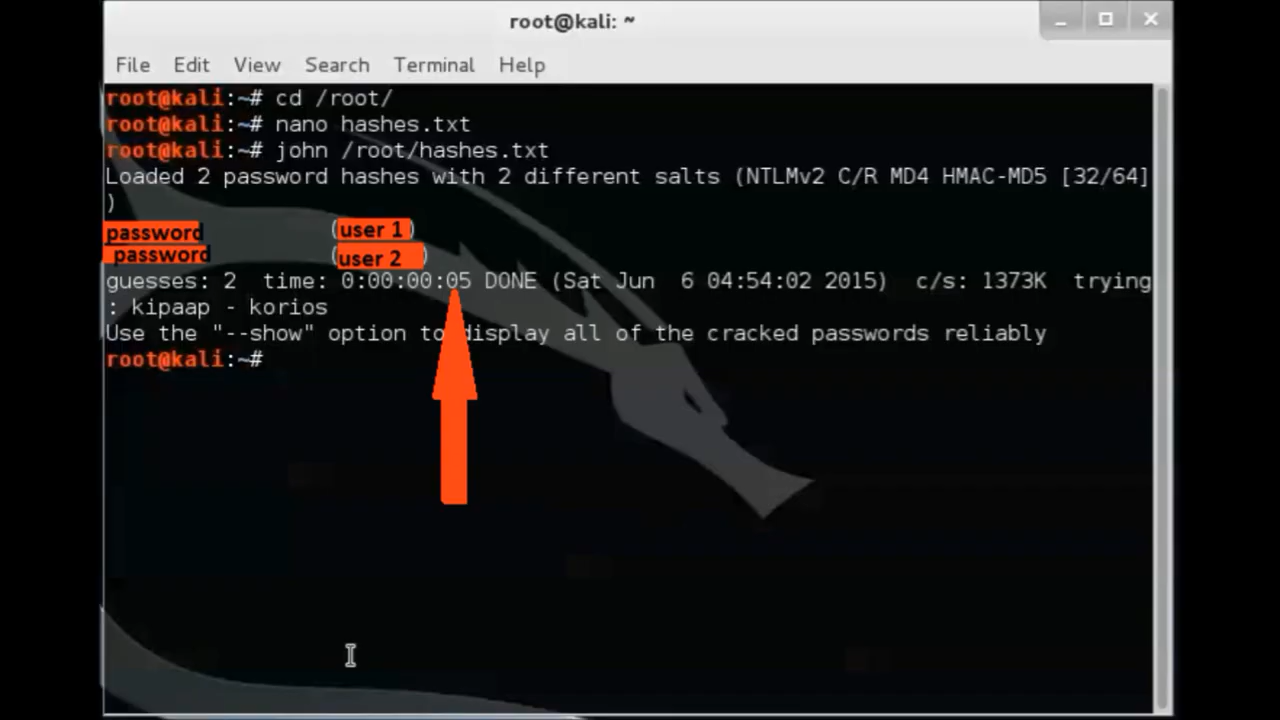 root@kali: ~
File Edit View Search Terminal Help
root@kali:~# cd /root/
root@kali:~# nano hashes.txt
root@kali:~# john /root/hashes.txt
Loaded 2 password hashes with 2 different salts (NTLMv2 C/R MD4 HMAC-MD5 [32/64]
)
password (user 1)
password (user 2)
guesses: 2 time: 0:00:00:05 DONE (Sat Jun 6 04:54:02 2015) c/s: 1373K trying
: kipaap - korios
Use the "--show" option to display all of the cracked passwords reliably
root@kali:~#